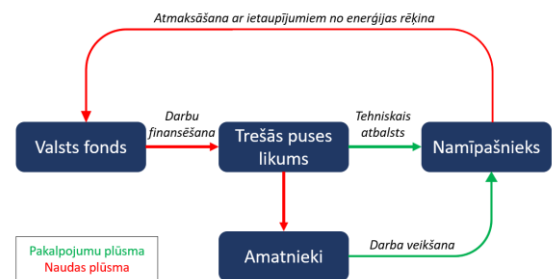 Atmaksāšana ar ietaupījumiem no enerģijas rēķina
Darbu
finansēšana
Tehniskais
atbalsts
Valsts fonds
Trešās puses
likums
Namīpašnieks
Amatnieki
Darba veikšana
Pakalpojumu plūsma
Naudas plūsma